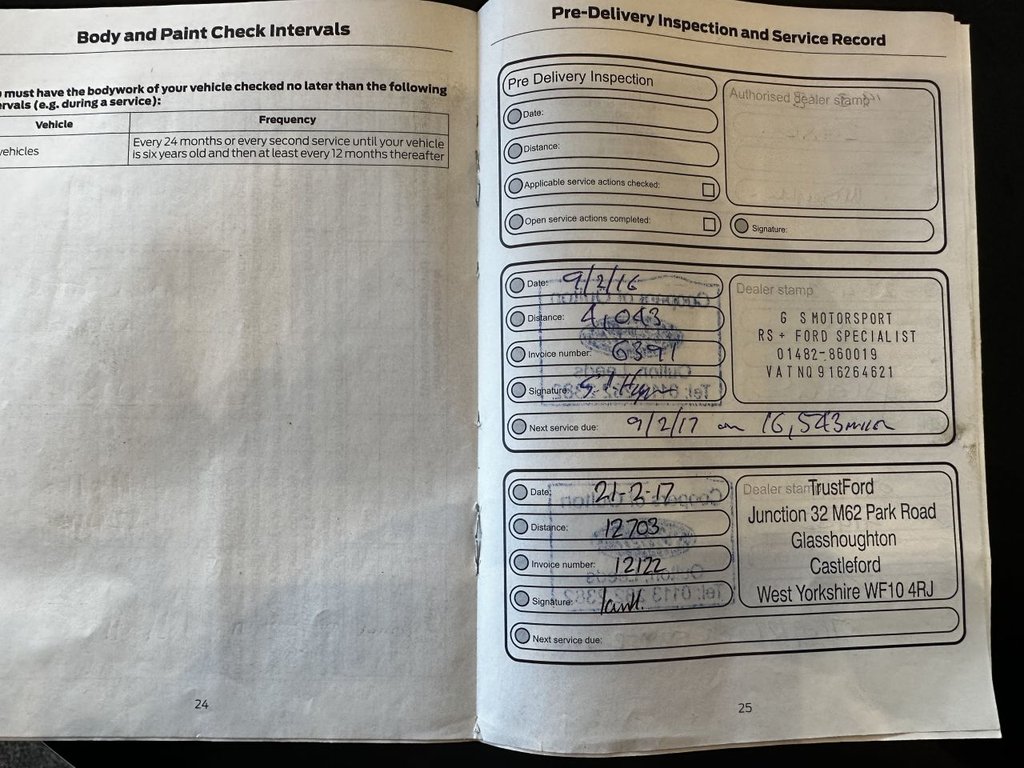 Body and Paint Check Intervals
must have the bodywork of your vehicle checked no later than the following
ervals (e.g. during a service):
Vehicle Frequency
vehicles Every 24 months or every second service until your vehicle
is six years old and then at least every 12 months thereafter
24
Pre-Delivery Inspection and Service Record
Pre Delivery Inspection
Authorised dealer stamp
Date:
Distance:
Applicable service actions checked:
Open service actions completed:
Signature:
Date: 9/2/16
Distance: 4,043
Invoice number: 6391
Signature:
Dealer stamp
G S MOTORSPORT
RS + FORD SPECIALIST
01482-860019
VAT NO 916264621
Next service due: 9/2/17 on 16,543 miles
Date: 21-2-17
Distance: 12703
Invoice number: 12122
Signature:
Dealer stam
TrustFord
Junction 32 M62 Park Road
Glasshoughton
Castleford
West Yorkshire WF10 4RJ
Next service due:
25